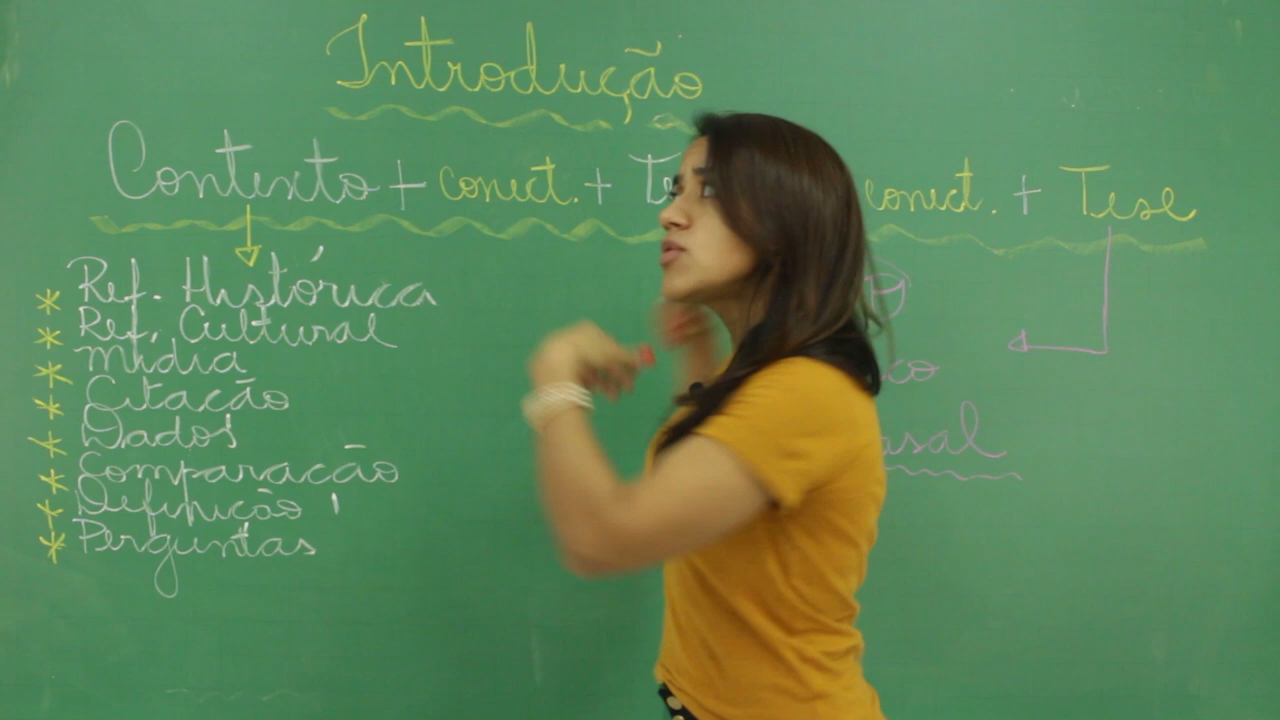 Introdução
Contexto + conect. + te conect. + Tese
* Ref. Histórica
* Ref. Cultural
* mídia
* Citação
* Dados
* Comparação
* Definição
* Perguntas